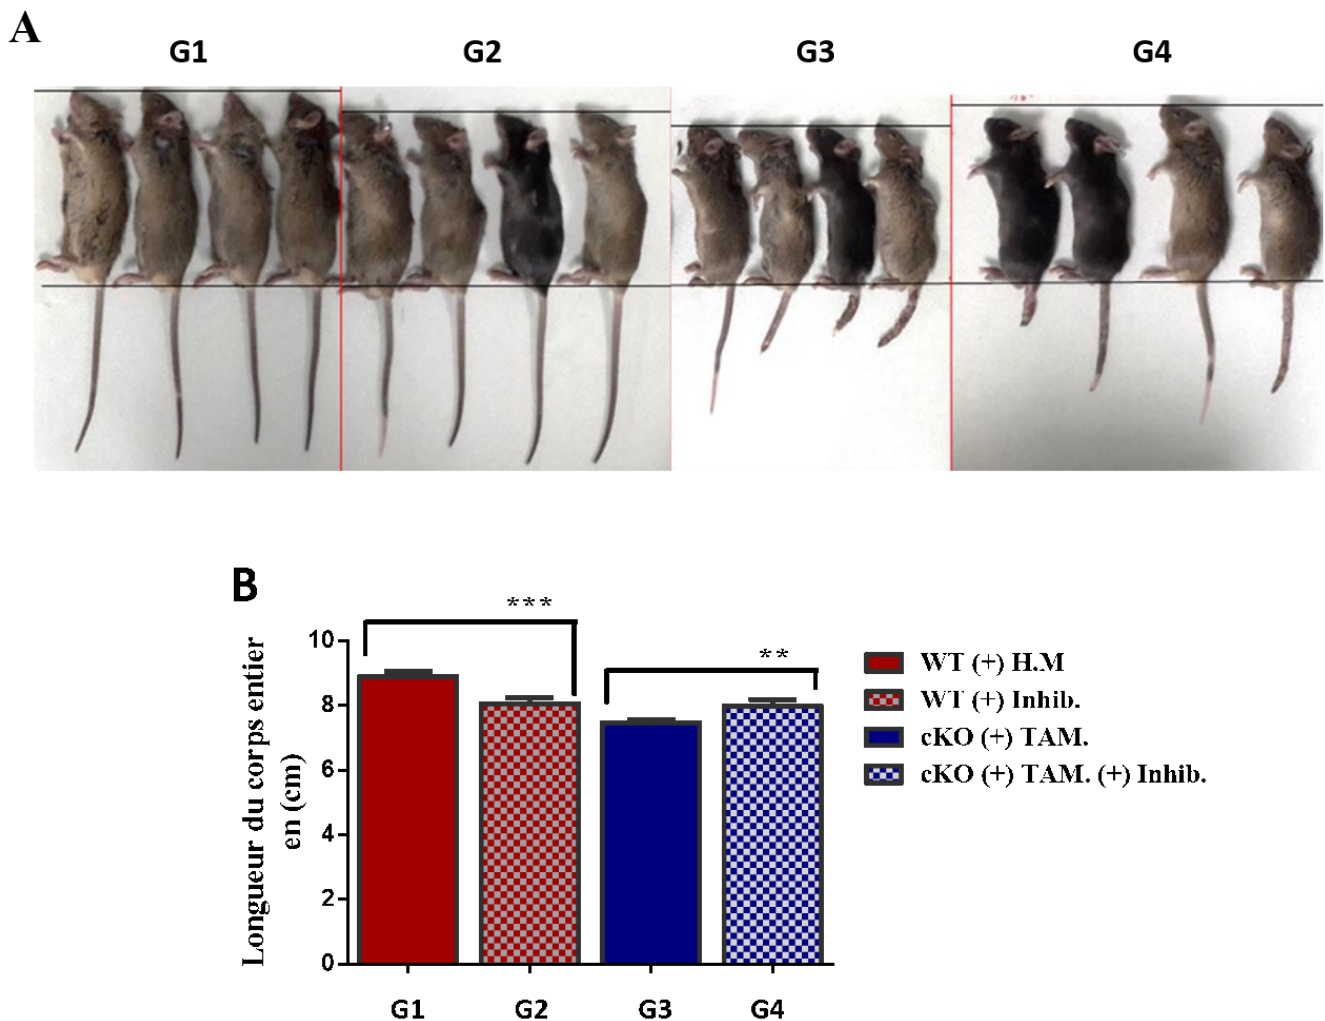 A
G1 G2 G3 G4
B
***
**
Longueur du corps entier
en (cm)
10
8
6
4
2
0
G1 G2 G3 G4
WT (+) H.M
WT (+) Inhib.
cKO (+) TAM.
cKO (+) TAM. (+) Inhib.